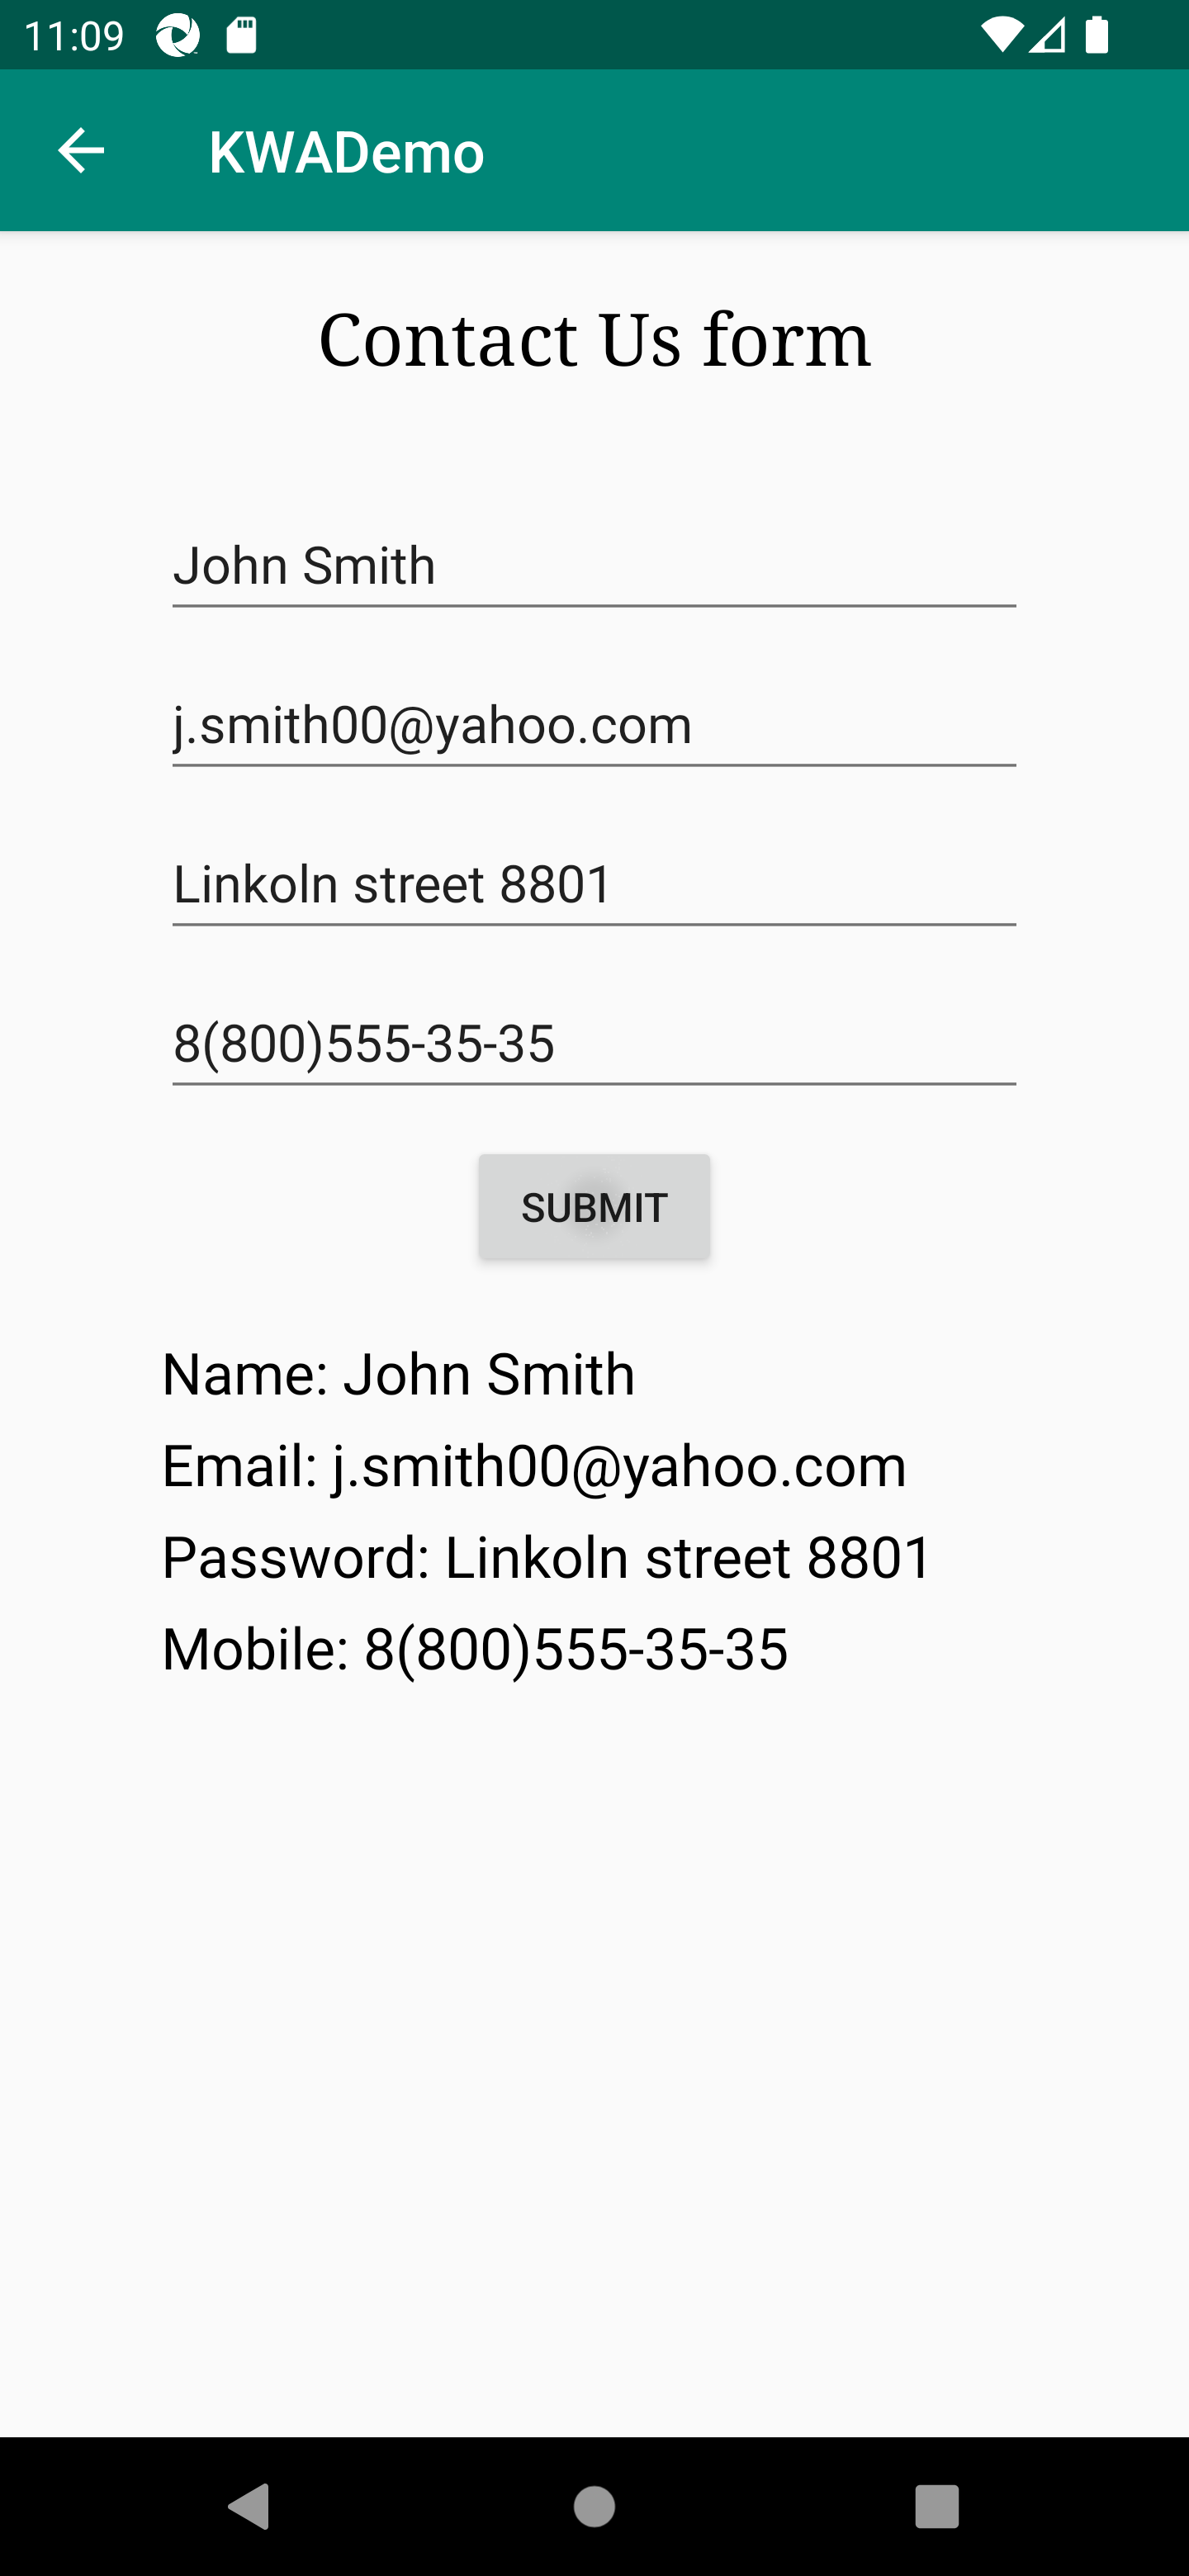 11:09
KWADemo
Contact Us form
John Smith
j.smith00@yahoo.com
Linkoln street 8801
8(800)555-35-35
SUBMIT
Name: John Smith
Email: j.smith00@yahoo.com
Password: Linkoln street 8801
Mobile: 8(800)555-35-35